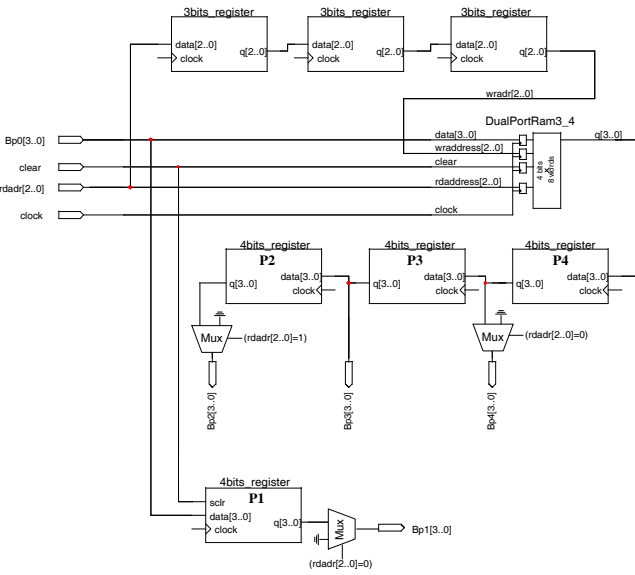 3bits_register 3bits_register 3bits_register
data[2..0] q[2..0] data[2..0] q[2..0] data[2..0] q[2..0]
clock clock clock
wradr[2..0]
DualPortRam3_4
Bp0[3..0] data[3..0] q[3..0]
wraddress[2..0]
clear clear
rdadr[2..0] rdaddress[2..0]
4 bits
×
8 words
clock clock
4bits_register 4bits_register 4bits_register
P2 P3 P4
q[3..0] data[3..0] q[3..0] data[3..0] q[3..0] data[3..0]
clock clock clock
Mux (rdadr[2..0]=1) Mux (rdadr[2..0]=0)
Bp2[3..0] Bp3[3..0] Bp4[3..0]
4bits_register
P1
sclr
data[3..0] q[3..0]
clock
Mux Bp1[3..0]
(rdadr[2..0]=0)